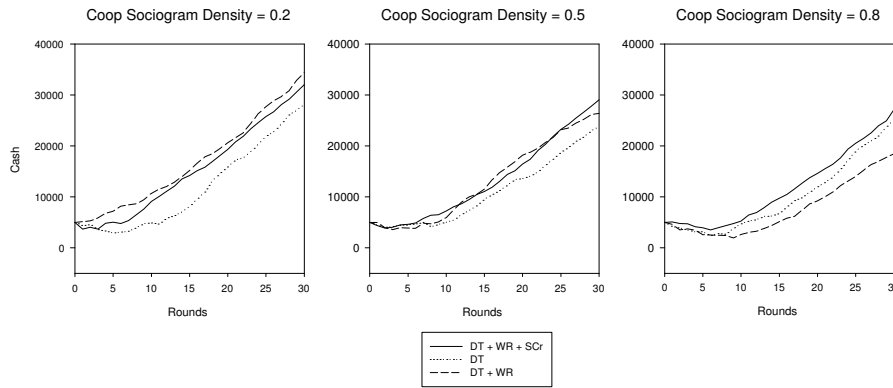 Coop Sociogram Density = 0.2
Coop Sociogram Density = 0.5
Coop Sociogram Density = 0.8
Cash
40000
30000
20000
10000
0
0 5 10 15 20 25 30
Rounds
40000
30000
20000
10000
0
0 5 10 15 20 25 30
Rounds
40000
30000
20000
10000
0
0 5 10 15 20 25 30
Rounds
DT + WR + SCr
DT
DT + WR